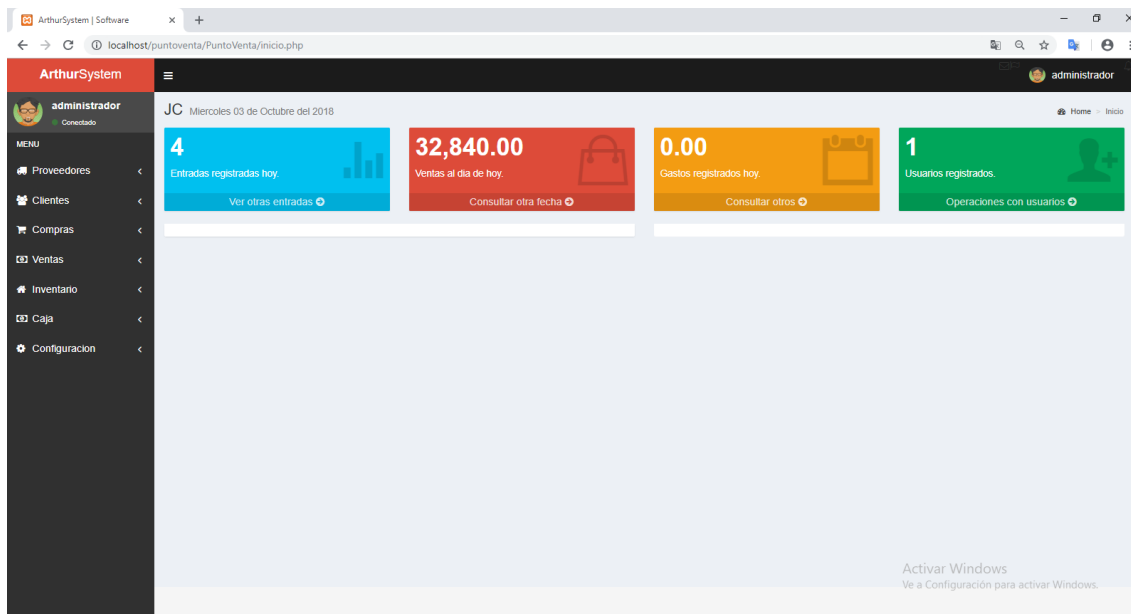 ArthurSystem | Software
localhost/puntoventa/PuntoVenta/inicio.php
ArthurSystem
administrador
administrador
Conectado
JC Miercoles 03 de Octubre del 2018
Home > Inicio
MENU
Proveedores
Clientes
Compras
Ventas
Inventario
Caja
Configuracion
4
Entradas registradas hoy.
Ver otras entradas
32,840.00
Ventas al dia de hoy.
Consultar otra fecha
0.00
Gastos registrados hoy.
Consultar otros
1
Usuarios registrados.
Operaciones con usuarios
Activar Windows
Ve a Configuración para activar Windows.